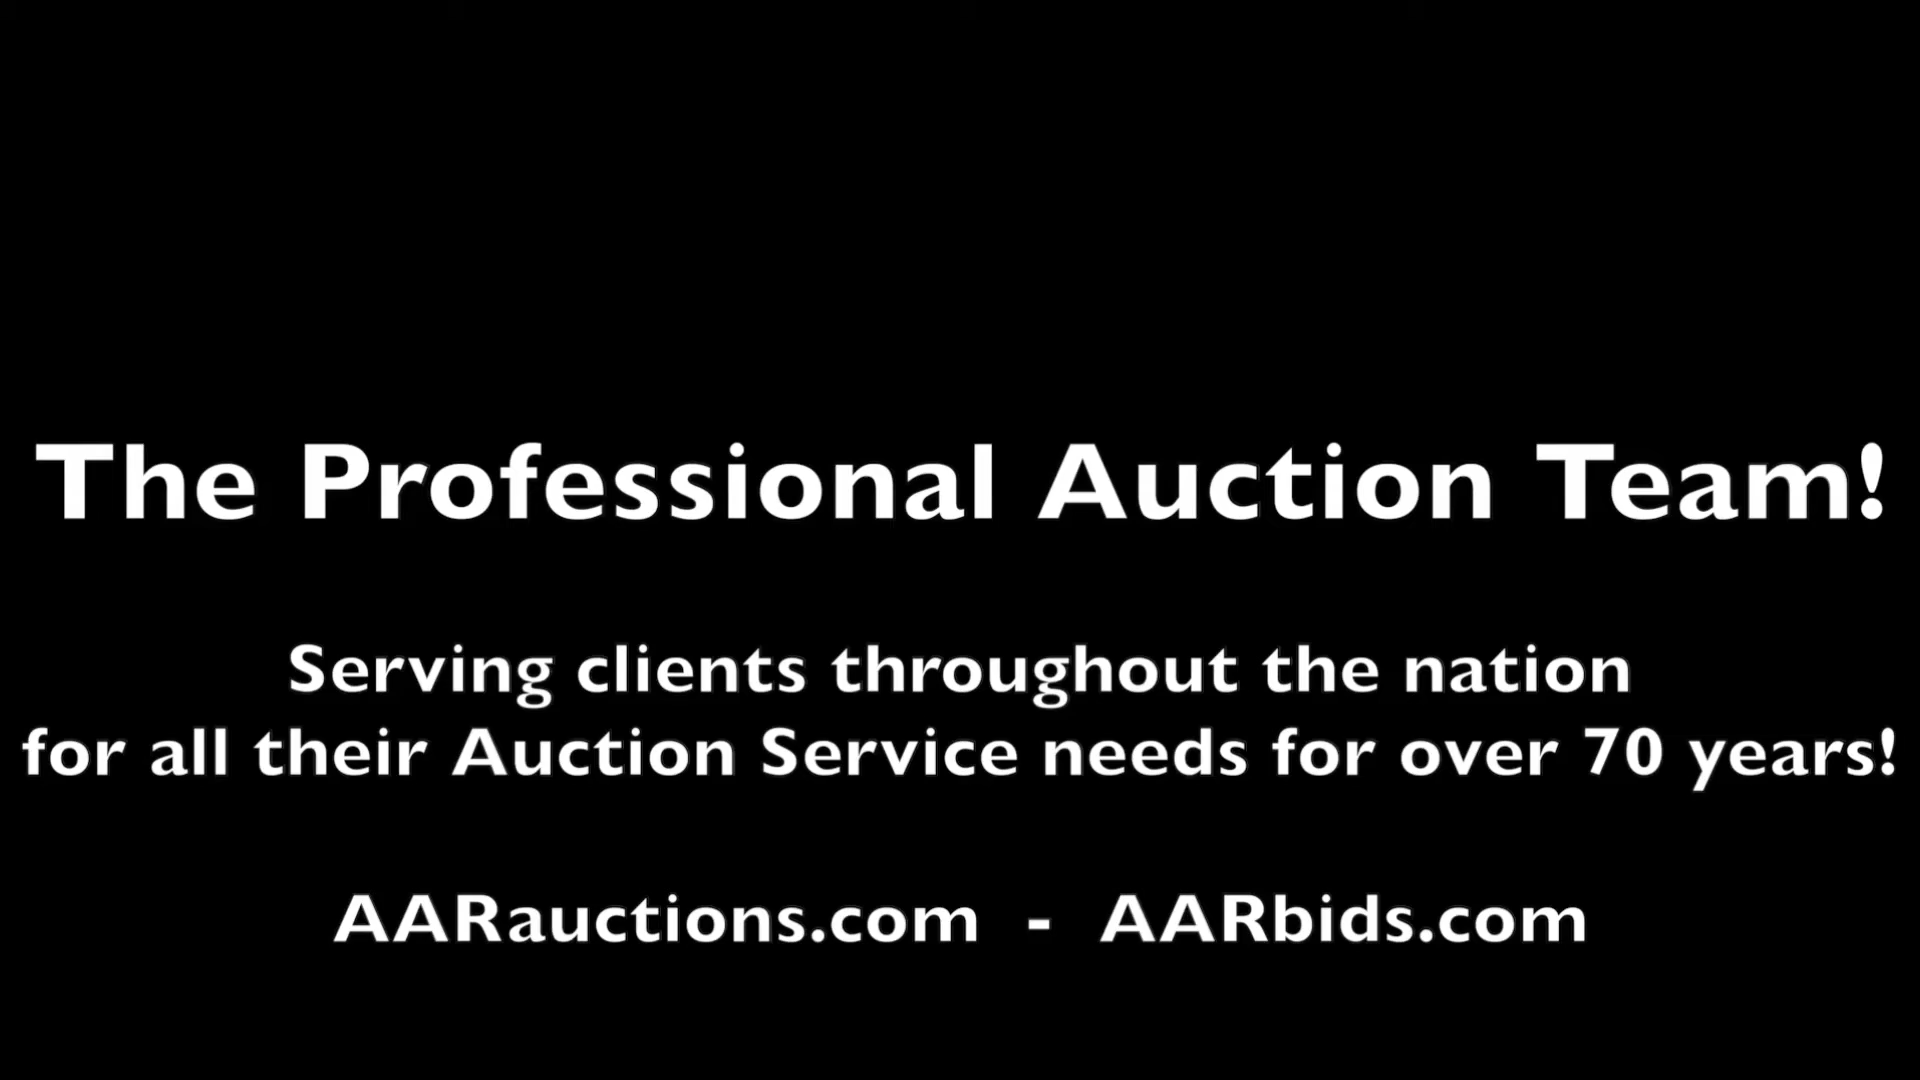 The Professional Auction Team!
Serving clients throughout the nation
for all their Auction Service needs for over 70 years!
AARauctions.com - AARbids.com